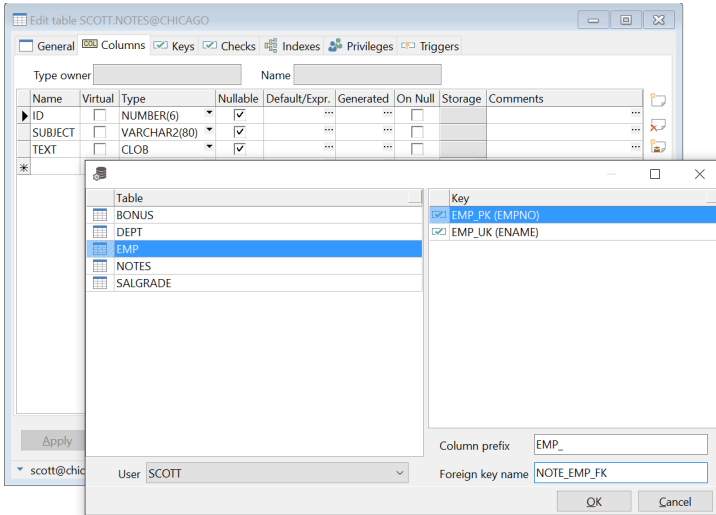 Edit table SCOTT.NOTES@CHICAGO
General COL Columns Keys Checks Indexes Privileges Triggers
Type owner Name
Name Virtual Type Nullable Default/Expr. Generated On Null Storage Comments
ID NUMBER(6) ... ... ...
SUBJECT VARCHAR2(80) ... ... ...
TEXT CLOB ... ... ...
Table Key
BONUS EMP_PK (EMPNO)
DEPT EMP_UK (ENAME)
EMP
NOTES
SALGRADE
Apply
Column prefix EMP_
scott@chic
User SCOTT Foreign key name NOTE_EMP_FK
OK Cancel